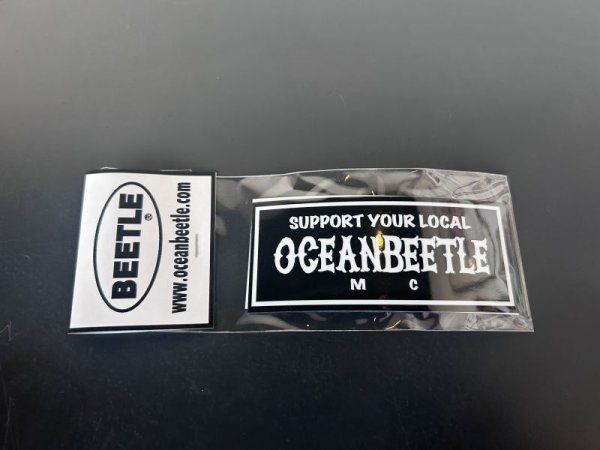 BEETLE
®
www.oceanbeetle.com
SUPPORT YOUR LOCAL
OCEANBEETLE
M C